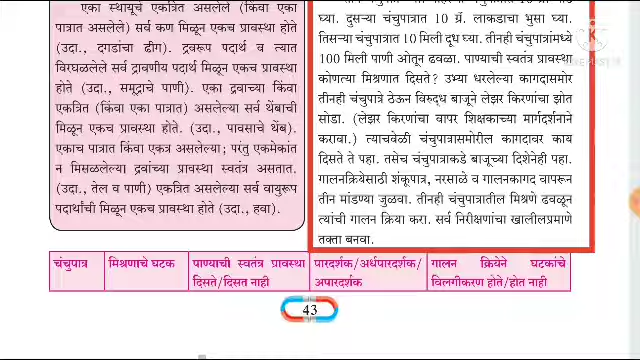 एका स्थायूचे एकत्रित असलेले (किंवा एका
पात्रात असलेले) सर्व कण मिळून एकच प्रावस्था होते
(उदा., दगडांचा ढीग). द्रवरूप पदार्थ व त्यात
विरघळलेले सर्व द्रावणीय पदार्थ मिळून एकच प्रावस्था
होते (उदा., समुद्राचे पाणी). एका द्रवाच्या किंवा
एकत्रित (किंवा एका पात्रात) असलेल्या सर्व थेंबाची
मिळून एकच प्रावस्था होते. (उदा., पावसाचे थेंब).
एकाच पात्रात किंवा एकत्र असलेल्या; परंतु एकमेकांत
न मिसळलेल्या द्रवांच्या प्रावस्था स्वतंत्र असतात.
(उदा., तेल व पाणी) एकत्रित असलेल्या सर्व वायुरूप
पदार्थांची मिळून एकच प्रावस्था होते (उदा., हवा).
घ्या. दुसऱ्या चंचुपात्रात 10 ग्रॅ. लाकडाचा भुसा घ्या.
तिसऱ्या चंचुपात्रात 10 मिली दूध घ्या. तीनही चंचुपात्रांमध्ये
100 मिली पाणी ओतून ढवळा. पाण्याची स्वतंत्र प्रावस्था
कोणत्या मिश्रणात दिसते? उभ्या धरलेल्या कागदासमोर
तीनही चंचुपात्रे ठेऊन विरुद्ध बाजूने लेझर किरणांचा झोत
सोडा. (लेझर किरणांचा वापर शिक्षकाच्या मार्गदर्शनाने
करावा.) त्याचवेळी चंचुपात्रासमोरील कागदावर काय
दिसते ते पहा. तसेच चंचुपात्राकडे बाजूच्या दिशेनेही पहा.
गालनक्रियेसाठी शंकूपात्र, नरसाळे व गालनकागद वापरून
तीन मांडण्या जुळवा. तीनही चंचुपात्रातील मिश्रणे ढवळून
त्यांची गालन क्रिया करा. सर्व निरीक्षणांचा खालीलप्रमाणे
तक्ता बनवा.
चंचुपात्र मिश्रणाचे घटक पाण्याची स्वतंत्र प्रावस्था पारदर्शक/अर्धपारदर्शक/ गालन क्रियेने घटकांचे
दिसते/दिसत नाही अपारदर्शक विलगीकरण होते/होत नाही
43